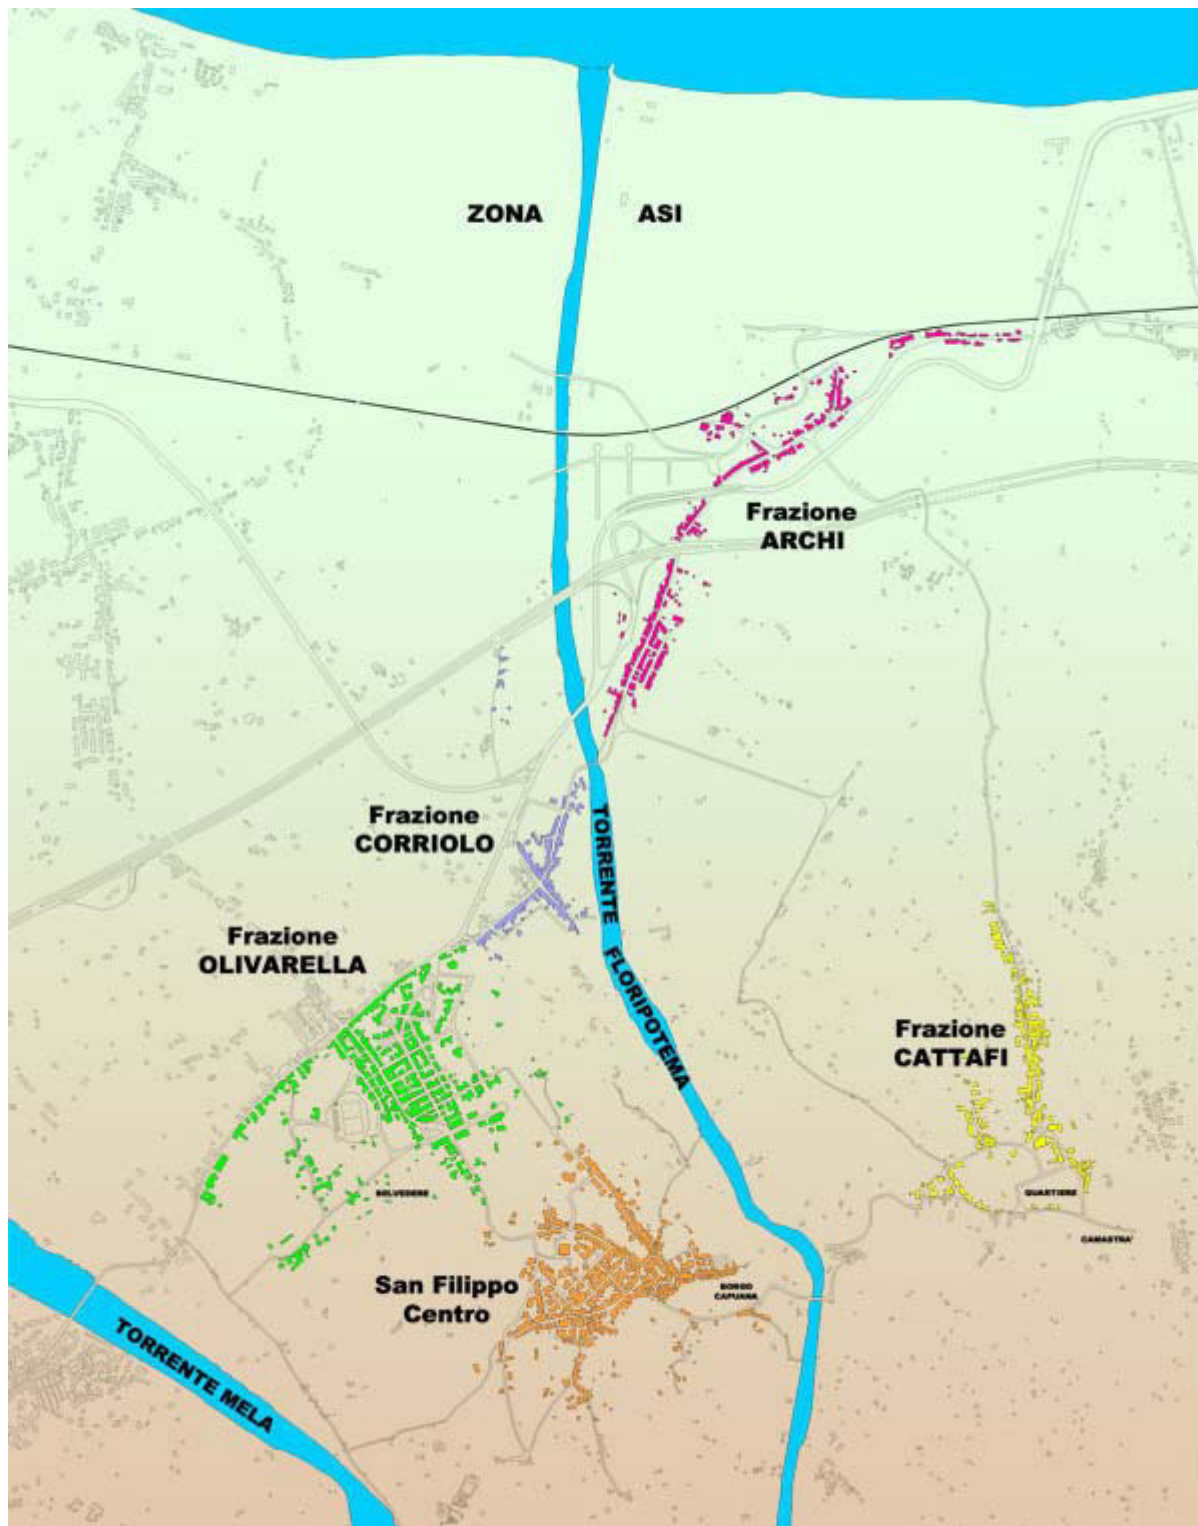 ZONA ASI
Frazione
ARCHI
Frazione
CORRIOLO
TORRENTE FLORIPOTEMA
Frazione
OLIVARELLA
Frazione
CATTAFI
BELVEDERE
QUARTIERE
CAMASTRA'
San Filippo
Centro
BORGO
CAPUANA
TORRENTE MELA